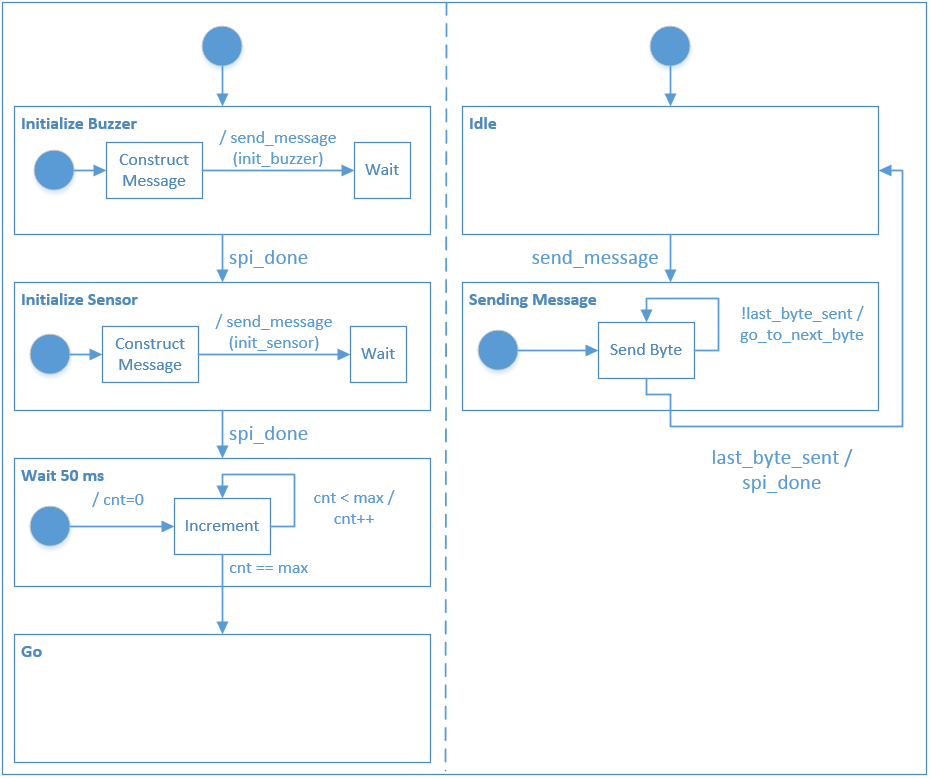 Initialize Buzzer
Construct
Message
/ send_message
(init_buzzer)
Wait
spi_done
Initialize Sensor
Construct
Message
/ send_message
(init_sensor)
Wait
spi_done
Wait 50 ms
/ cnt=0
Increment
cnt < max /
cnt++
cnt == max
Go
Idle
send_message
Sending Message
Send Byte
!last_byte_sent /
go_to_next_byte
last_byte_sent /
spi_done